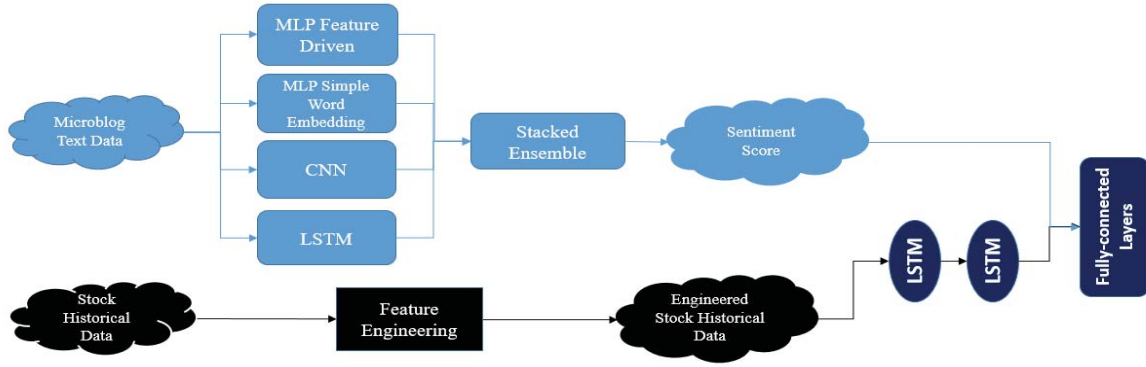 MLP Feature
Driven
MLP Simple
Word
Embedding
CNN
LSTM
Microblog
Text Data
Stacked
Ensemble
Sentiment
Score
Stock
Historical
Data
Feature
Engineering
Engineered
Stock Historical
Data
LSTM
LSTM
Fully-connected
Layers